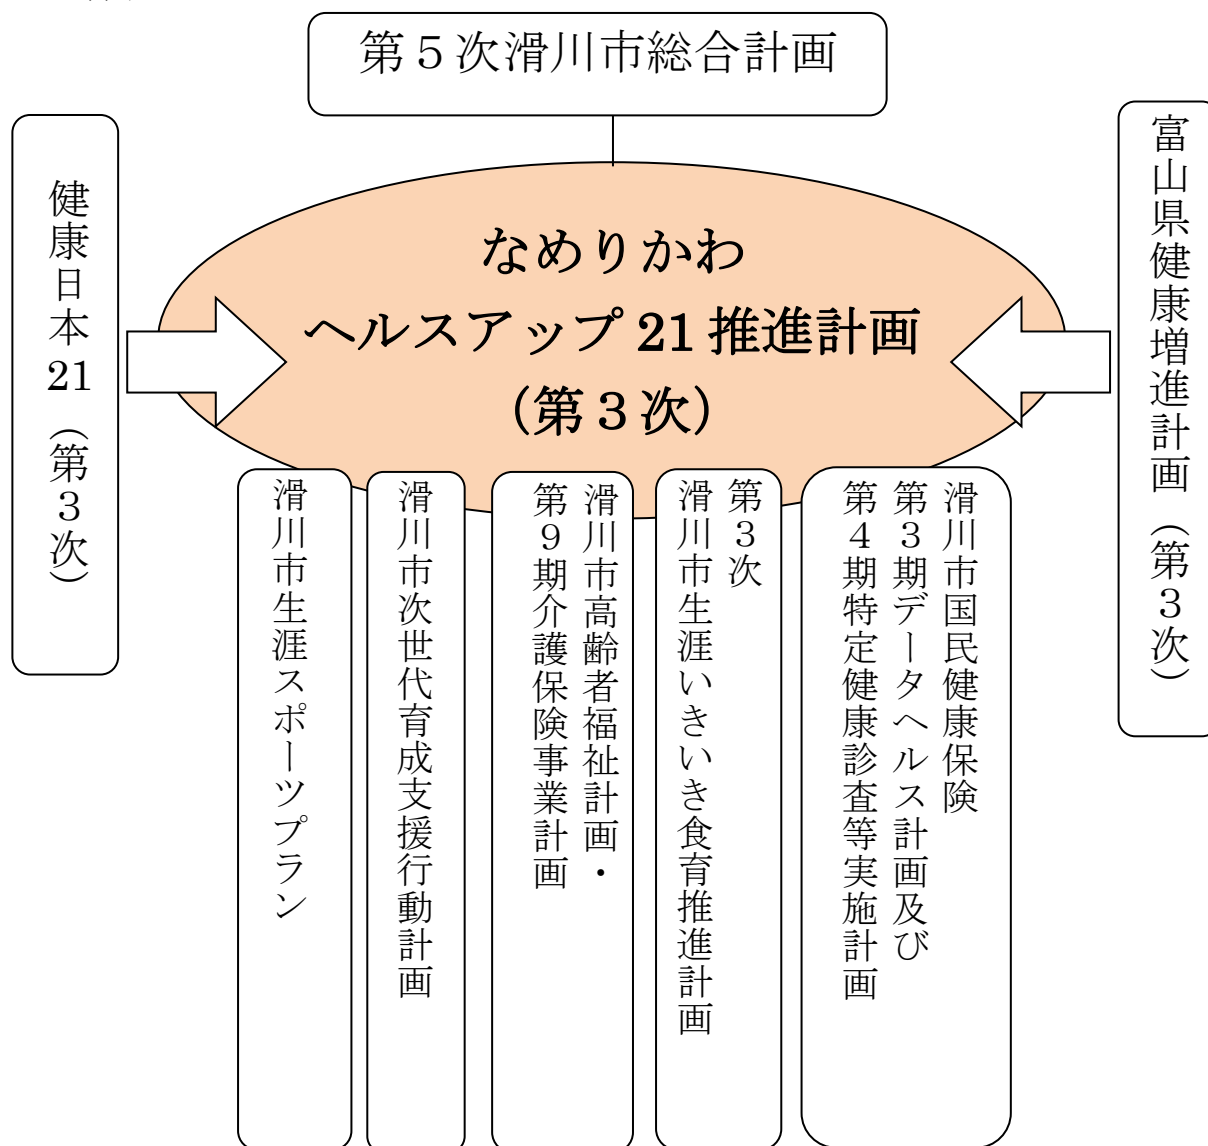 第５次滑川市総合計画
健康日本21（第３次）
なめりかわ
ヘルスアップ21推進計画
（第３次）
富山県健康増進計画（第３次）
滑川市生涯スポーツプラン
滑川市次世代育成支援行動計画
滑川市高齢者福祉計画・
第９期介護保険事業計画
第３次
滑川市生涯いきいき食育推進計画
滑川市国民健康保険
第３期データヘルス計画及び
第４期特定健康診査等実施計画